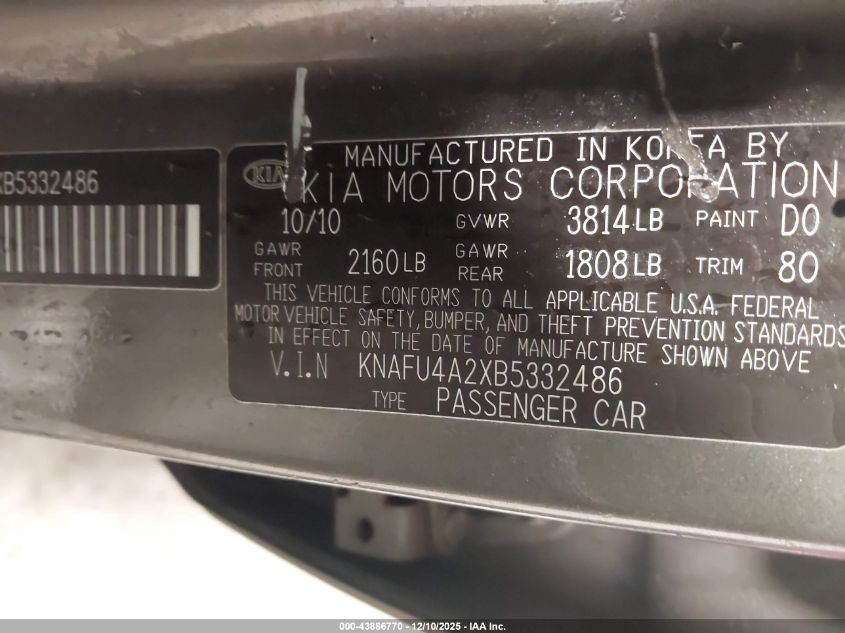 XB5332486
KIA
MANUFACTURED IN KOREA BY
KIA MOTORS CORPORATION
10/10 GVWR 3814LB PAINT D0
GAWR FRONT 2160LB GAWR REAR 1808LB TRIM 80
THIS VEHICLE CONFORMS TO ALL APPLICABLE U.S.A. FEDERAL
MOTOR VEHICLE SAFETY, BUMPER, AND THEFT PREVENTION STANDARDS
IN EFFECT ON THE DATE OF MANUFACTURE SHOWN ABOVE
V.I.N KNAFU4A2XB5332486
TYPE PASSENGER CAR
000-43886770 - 12/10/2025 - IAA Inc.